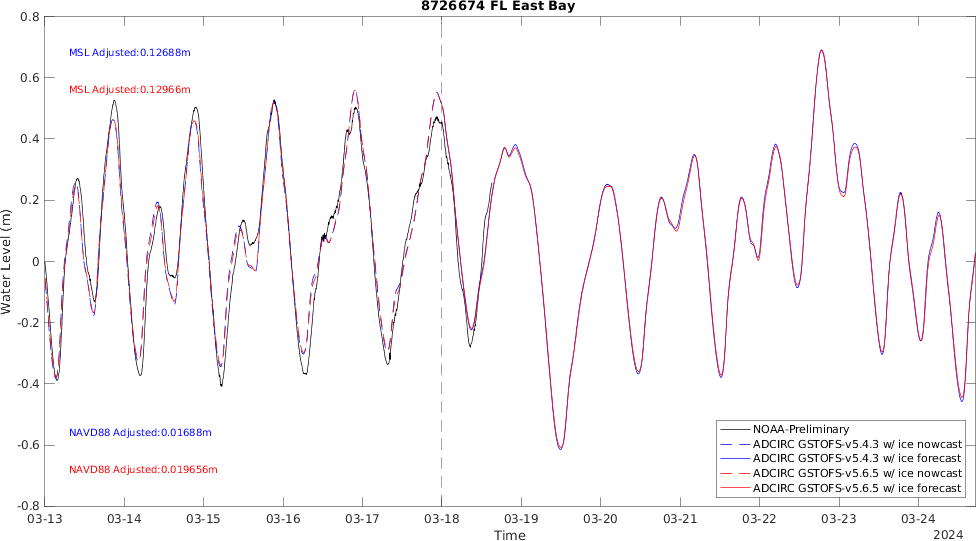 8726674 FL East Bay
0.8
0.6
0.4
0.2
0
-0.2
-0.4
-0.6
-0.8
Water Level (m)
MSL Adjusted:0.12688m
MSL Adjusted:0.12966m
NAVD88 Adjusted:0.01688m
NAVD88 Adjusted:0.019656m
NOAA-Preliminary
ADCIRC GSTOFS-v5.4.3 w/ ice nowcast
ADCIRC GSTOFS-v5.4.3 w/ ice forecast
ADCIRC GSTOFS-v5.6.5 w/ ice nowcast
ADCIRC GSTOFS-v5.6.5 w/ ice forecast
03-13 03-14 03-15 03-16 03-17 03-18 03-19 03-20 03-21 03-22 03-23 03-24
Time
2024